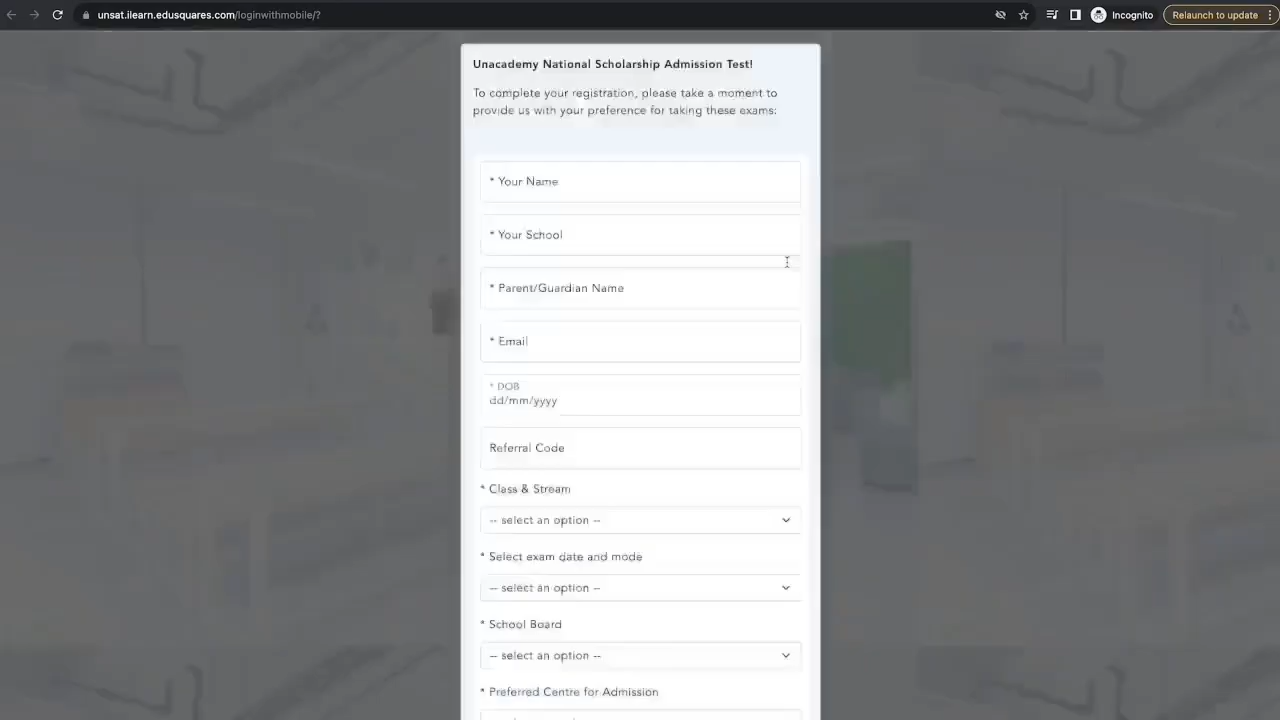 unsat.ilearn.edusquares.com/loginwithmobile/?
Incognito
Relaunch to update
Unacademy National Scholarship Admission Test!
To complete your registration, please take a moment to
provide us with your preference for taking these exams:
* Your Name
* Your School
* Parent/Guardian Name
* Email
* DOB
dd/mm/yyyy
Referral Code
* Class & Stream
-- select an option --
* Select exam date and mode
-- select an option --
* School Board
-- select an option --
* Preferred Centre for Admission